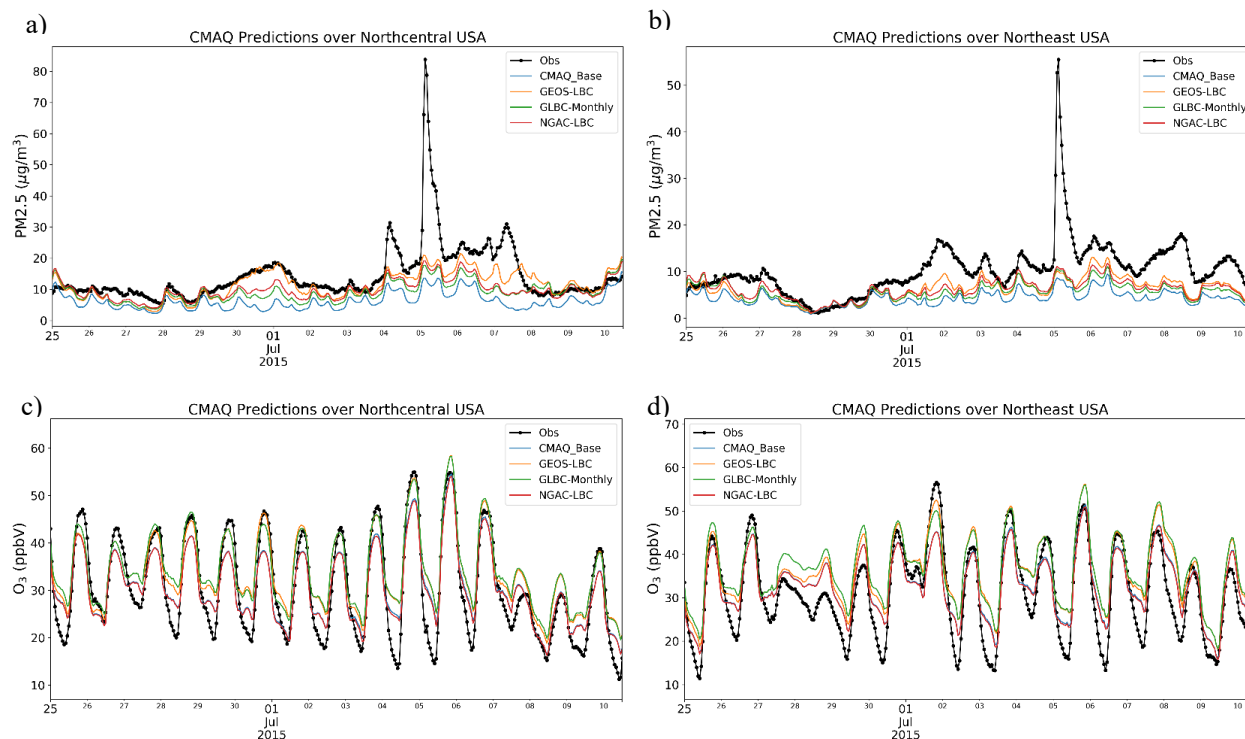 a)
CMAQ Predictions over Northcentral USA
PM2.5 (μg/m³)
80
70
60
50
40
30
20
10
0
Obs
CMAQ_Base
GEOS-LBC
GLBC-Monthly
NGAC-LBC
25 26 27 28 29 30 01 02 03 04 05 06 07 08 09 10
Jul
2015
b)
CMAQ Predictions over Northeast USA
PM2.5 (μg/m³)
50
40
30
20
10
0
Obs
CMAQ_Base
GEOS-LBC
GLBC-Monthly
NGAC-LBC
25 26 27 28 29 30 01 02 03 04 05 06 07 08 09 10
Jul
2015
c)
CMAQ Predictions over Northcentral USA
O₃ (ppbV)
60
50
40
30
20
10
Obs
CMAQ_Base
GEOS-LBC
GLBC-Monthly
NGAC-LBC
25 26 27 28 29 30 01 02 03 04 05 06 07 08 09 10
Jul
2015
d)
CMAQ Predictions over Northeast USA
O₃ (ppbV)
70
60
50
40
30
20
10
Obs
CMAQ_Base
GEOS-LBC
GLBC-Monthly
NGAC-LBC
25 26 27 28 29 30 01 02 03 04 05 06 07 08 09 10
Jul
2015